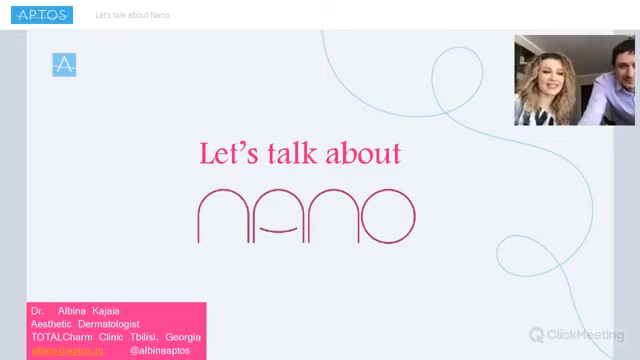 APTOS
Let's talk about Nano
A
Let's talk about
nano
Dr. Albina Kajaia
Aesthetic Dermatologist
TOTALCharm Clinic Tbilisi, Georgia
albina@aptos.ru @albinaaptos
ClickMeeting